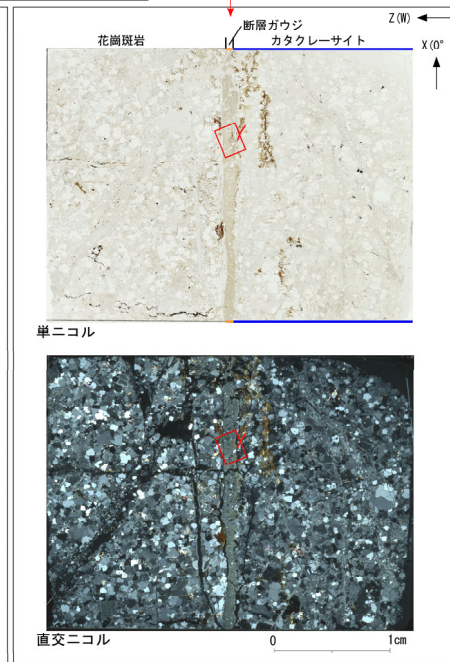 断層ガウジ
Z(W)
花崗斑岩
カタクレーサイト
X(0°
単ニコル
直交ニコル
0 1cm